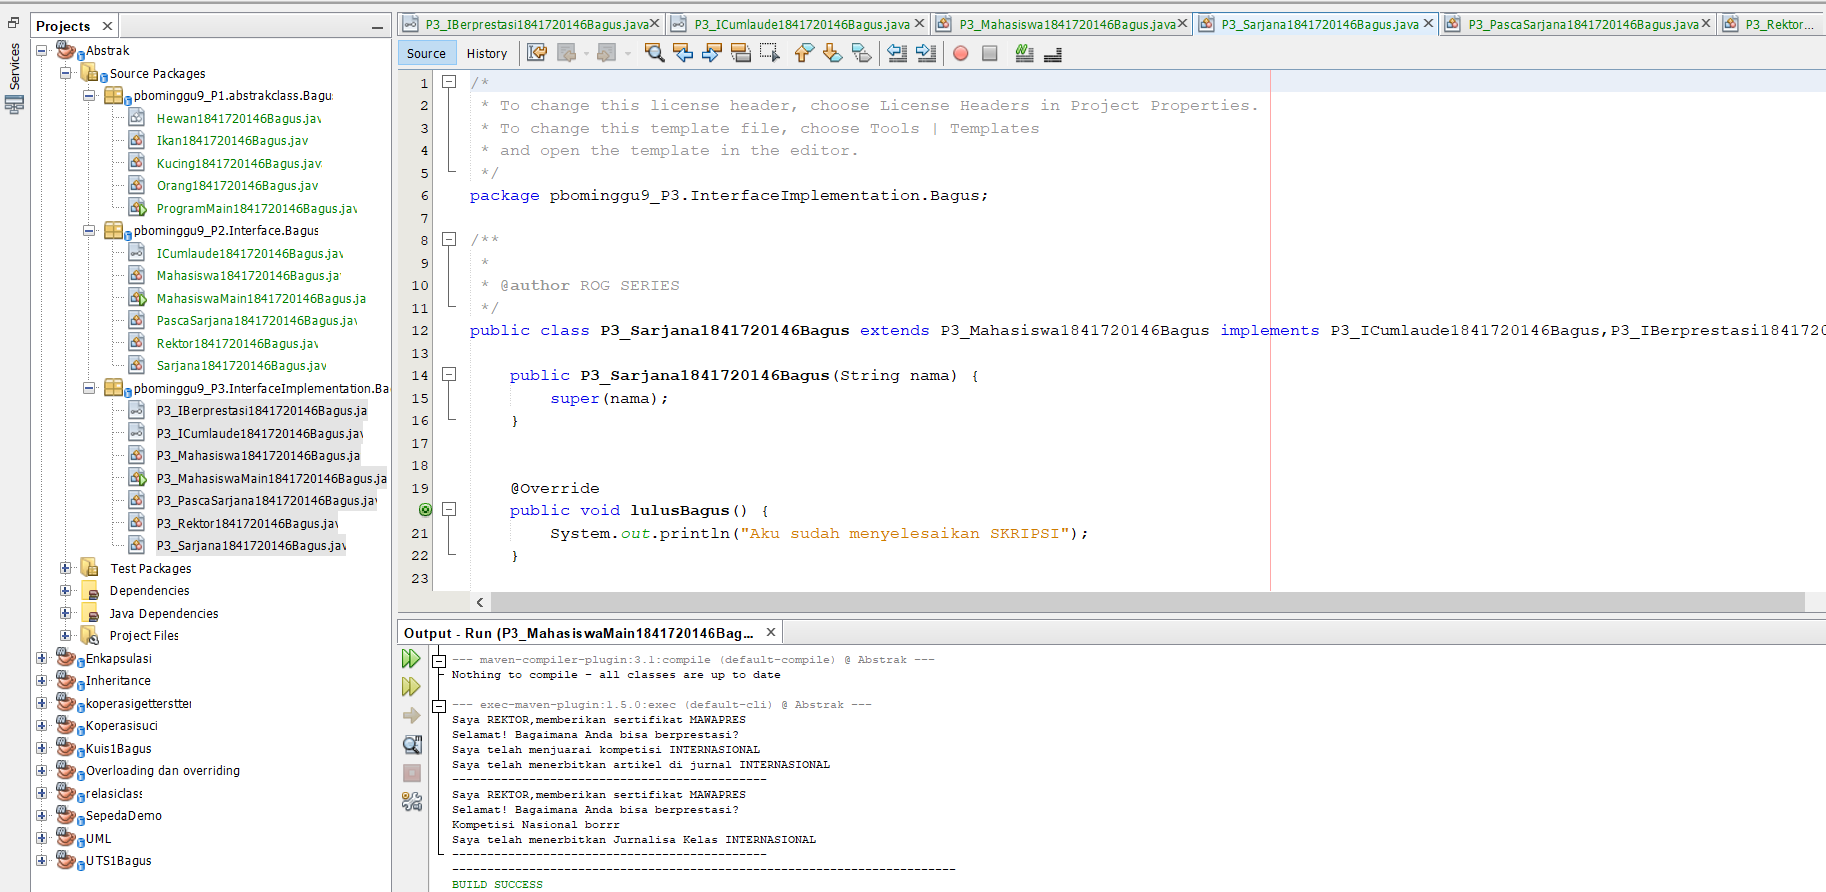 Services
Projects
Abstrak
Source Packages
pbominggu9_P1.abstrakclass.Bagu
Hewan1841720146Bagus.jav
Ikan1841720146Bagus.jav
Kucing1841720146Bagus.jav
Orang1841720146Bagus.jav
ProgramMain1841720146Bagus.jav
pbominggu9_P2.Interface.Bagus
ICumlaude1841720146Bagus.jav
Mahasiswa1841720146Bagus.ja
MahasiswaMain1841720146Bagus.ja
PascaSarjana1841720146Bagus.jav
Rektor1841720146Bagus.jav
Sarjana1841720146Bagus.jav
pbominggu9_P3.InterfaceImplementation.Ba
P3_IBerprestasi1841720146Bagus.ja
P3_ICumlaude1841720146Bagus.jav
P3_Mahasiswa1841720146Bagus.ja
P3_MahasiswaMain1841720146Bagus.ja
P3_PascaSarjana1841720146Bagus.jav
P3_Rektor1841720146Bagus.jav
P3_Sarjana1841720146Bagus.jav
Test Packages
Dependencies
Java Dependencies
Project Files
Enkapsulasi
Inheritance
koperasigettersttei
Koperasisuci
Kuis1Bagus
Overloading dan overriding
relasiclass
SepedaDemo
UML
UTS1Bagus
P3_IBerprestasi1841720146Bagus.java P3_ICumlaude1841720146Bagus.java P3_Mahasiswa1841720146Bagus.java P3_Sarjana1841720146Bagus.java P3_PascaSarjana1841720146Bagus.java P3_Rektor...
Source History
1 /*
2 * To change this license header, choose License Headers in Project Properties.
3 * To change this template file, choose Tools | Templates
4 * and open the template in the editor.
5 */
6 package pbominggu9_P3.InterfaceImplementation.Bagus;
7
8 /**
9 *
10 * @author ROG SERIES
11 */
12 public class P3_Sarjana1841720146Bagus extends P3_Mahasiswa1841720146Bagus implements P3_ICumlaude1841720146Bagus,P3_IBerprestasi184172
13
14 public P3_Sarjana1841720146Bagus(String nama) {
15 super(nama);
16 }
17
18
19 @Override
public void lulusBagus() {
21 System.out.println("Aku sudah menyelesaikan SKRIPSI");
22 }
23
Output - Run (P3_MahasiswaMain1841720146Bag...
--- maven-compiler-plugin:3.1:compile (default-compile) @ Abstrak ---
Nothing to compile - all classes are up to date
--- exec-maven-plugin:1.5.0:exec (default-cli) @ Abstrak ---
Saya REKTOR,memberikan sertifikat MAWAPRES
Selamat! Bagaimana Anda bisa berprestasi?
Saya telah menjuarai kompetisi INTERNASIONAL
Saya telah menerbitkan artikel di jurnal INTERNASIONAL
---------------------------------------------
Saya REKTOR,memberikan sertifikat MAWAPRES
Selamat! Bagaimana Anda bisa berprestasi?
Kompetisi Nasional borrr
Saya telah menerbitkan Jurnalisa Kelas INTERNASIONAL
---------------------------------------------
------------------------------------------------------------------------
BUILD SUCCESS